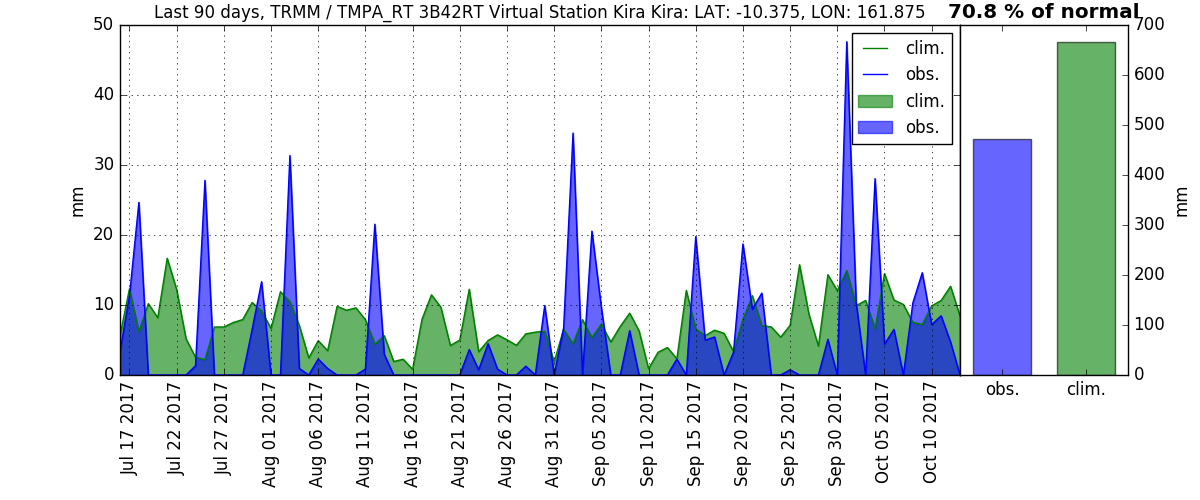 Last 90 days, TRMM / TMPA_RT 3B42RT Virtual Station Kira Kira: LAT: -10.375, LON: 161.875
70.8 % of normal
50
40
30
20
10
0
mm
clim.
obs.
clim.
obs.
Jul 17 2017
Jul 22 2017
Jul 27 2017
Aug 01 2017
Aug 06 2017
Aug 11 2017
Aug 16 2017
Aug 21 2017
Aug 26 2017
Aug 31 2017
Sep 05 2017
Sep 10 2017
Sep 15 2017
Sep 20 2017
Sep 25 2017
Sep 30 2017
Oct 05 2017
Oct 10 2017
700
600
500
400
300
200
100
0
mm
obs.
clim.